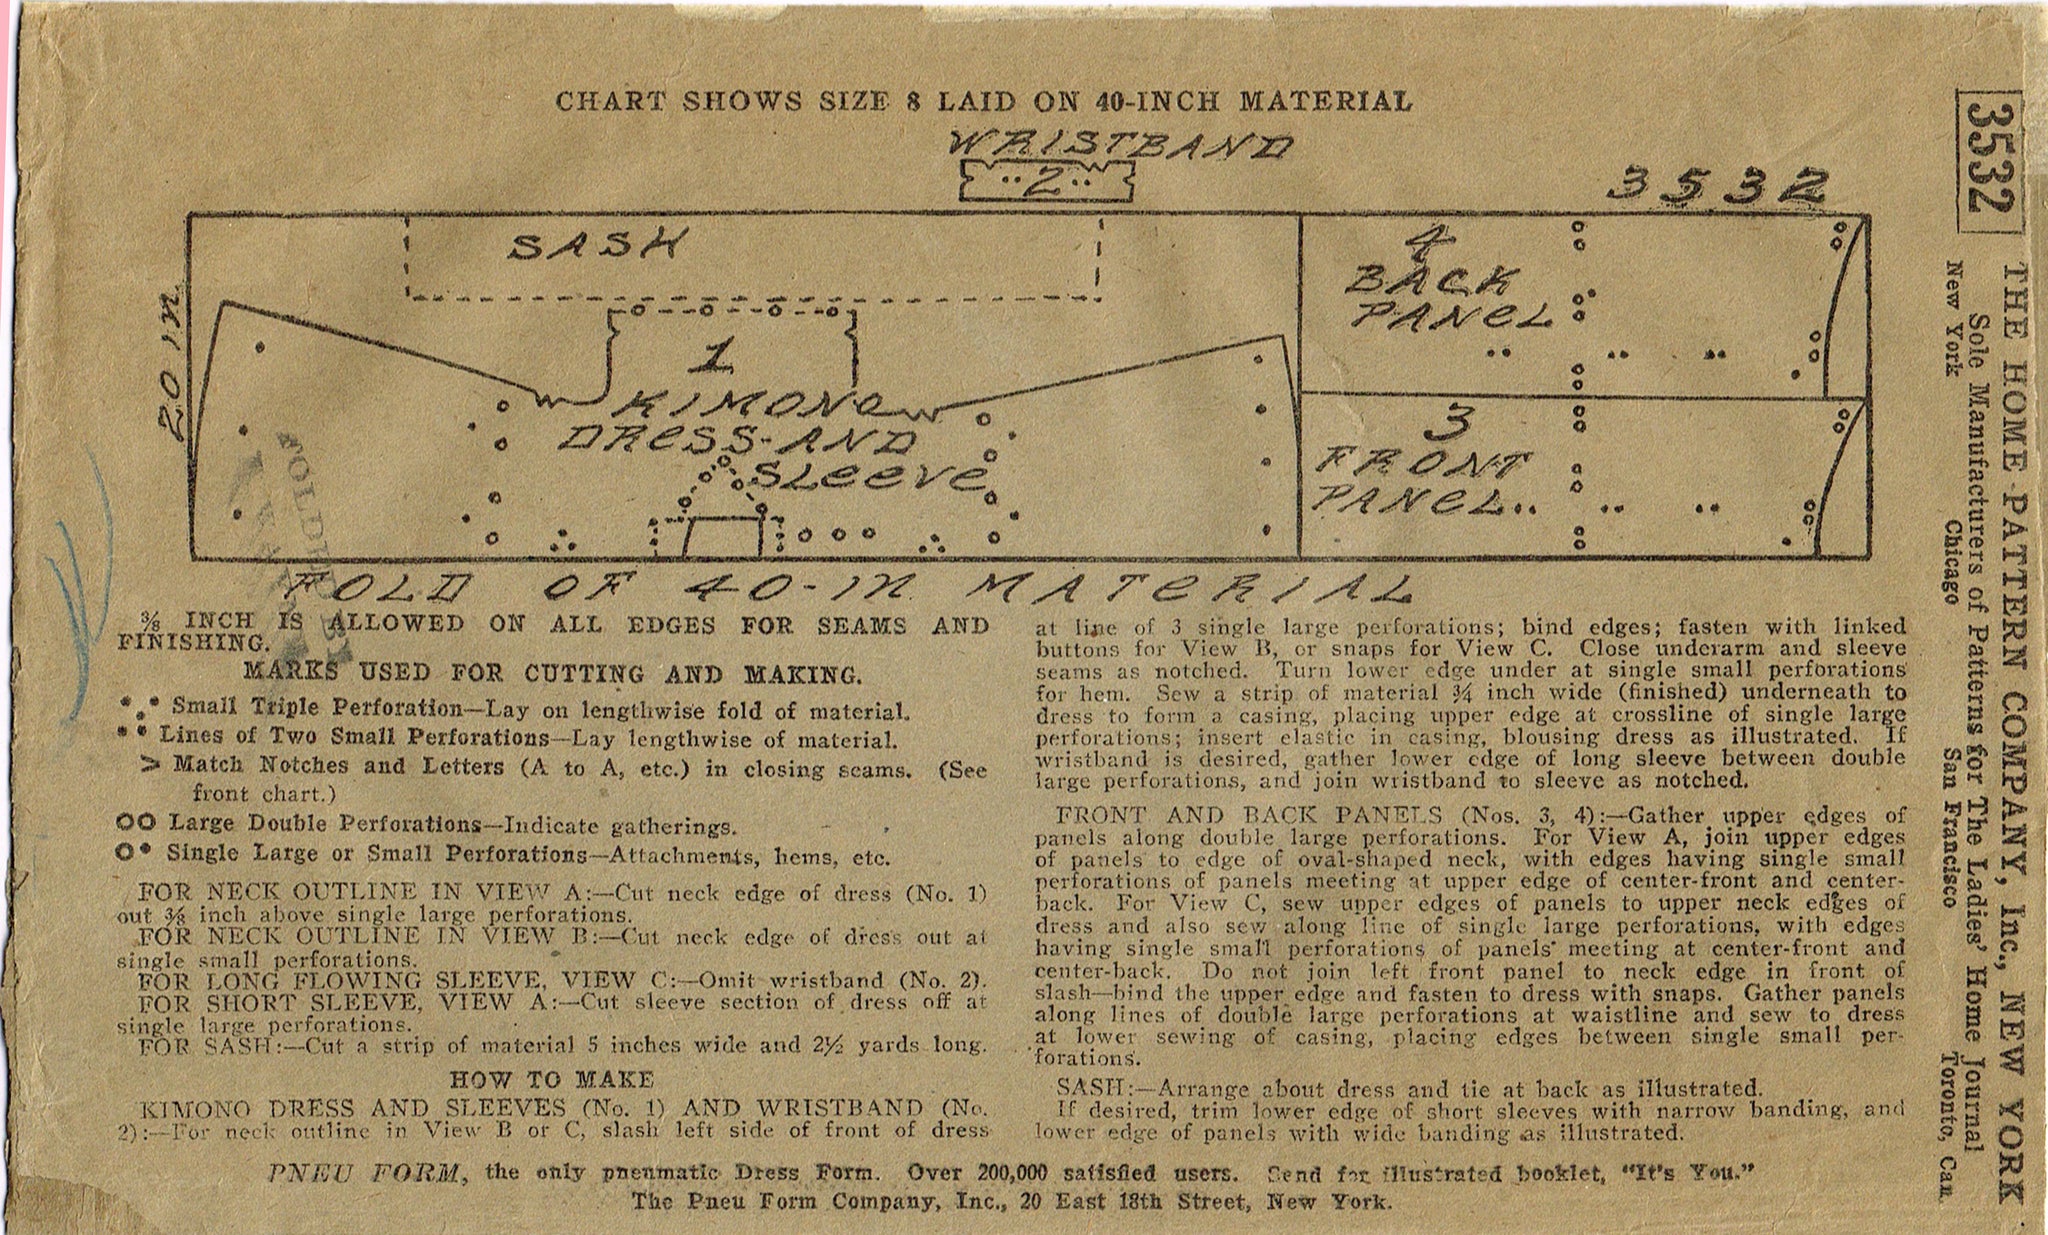 CHART SHOWS SIZE 8 LAID ON 40-INCH MATERIAL
WRISTBAND
2
3532
SASK
20 in.
1
KIMONO
DRESS-AND
SLEEVE
4
BACK
PANEL
3
FRONT
PANEL
FOLD OF 40-IN MATERIAL
⅜ INCH IS ALLOWED ON ALL EDGES FOR SEAMS AND
FINISHING.
MARKS USED FOR CUTTING AND MAKING.
Small Triple Perforation—Lay on lengthwise fold of material.
Lines of Two Small Perforations—Lay lengthwise of material.
> Match Notches and Letters (A to A, etc.) in closing seams. (See
front chart.)
OO Large Double Perforations—Indicate gatherings.
O• Single Large or Small Perforations—Attachments, hems, etc.
FOR NECK OUTLINE IN VIEW A:—Cut neck edge of dress (No. 1)
out ⅜ inch above single large perforations.
FOR NECK OUTLINE IN VIEW B:—Cut neck edge of dress out at
single small perforations.
FOR LONG FLOWING SLEEVE, VIEW C:—Omit wristband (No. 2).
FOR SHORT SLEEVE, VIEW A:—Cut sleeve section of dress off at
single large perforations.
FOR SASH:—Cut a strip of material 5 inches wide and 2½ yards long.
HOW TO MAKE
KIMONO DRESS AND SLEEVES (No. 1) AND WRISTBAND (No.
2):—For neck outline in View B or C, slash left side of front of dress
at line of 3 single large perforations; bind edges; fasten with linked
buttons for View B, or snaps for View C. Close underarm and sleeve
seams as notched. Turn lower edge under at single small perforations
for hem. Sew a strip of material ¾ inch wide (finished) underneath to
dress to form a casing, placing upper edge at crossline of single large
perforations; insert elastic in casing, blousing dress as illustrated. If
wristband is desired, gather lower edge of long sleeve between double
large perforations, and join wristband to sleeve as notched.
FRONT AND BACK PANELS (Nos. 3, 4):—Gather upper edges of
panels along double large perforations. For View A, join upper edges
of panels to edge of oval-shaped neck, with edges having single small
perforations of panels meeting at upper edge of center-front and center-
back. For View C, sew upper edges of panels to upper neck edges of
dress and also sew along line of single large perforations, with edges
having single small perforations of panels meeting at center-front and
center-back. Do not join left front panel to neck edge in front of
slash—bind the upper edge and fasten to dress with snaps. Gather panels
along lines of double large perforations at waistline and sew to dress
at lower sewing of casing, placing edges between single small per-
forations.
SASH:—Arrange about dress and tie at back as illustrated.
If desired, trim lower edge of short sleeves with narrow banding, and
lower edge of panels with wide banding as illustrated.
PNEU FORM, the only pneumatic Dress Form. Over 200,000 satisfied users. Send for illustrated booklet, "It's You."
The Pneu Form Company, Inc., 20 East 18th Street, New York.
3532
THE HOME PATTERN COMPANY, Inc., NEW YORK
Sole Manufacturers of Patterns for The Ladies' Home Journal
New York Chicago San Francisco Toronto, Can.